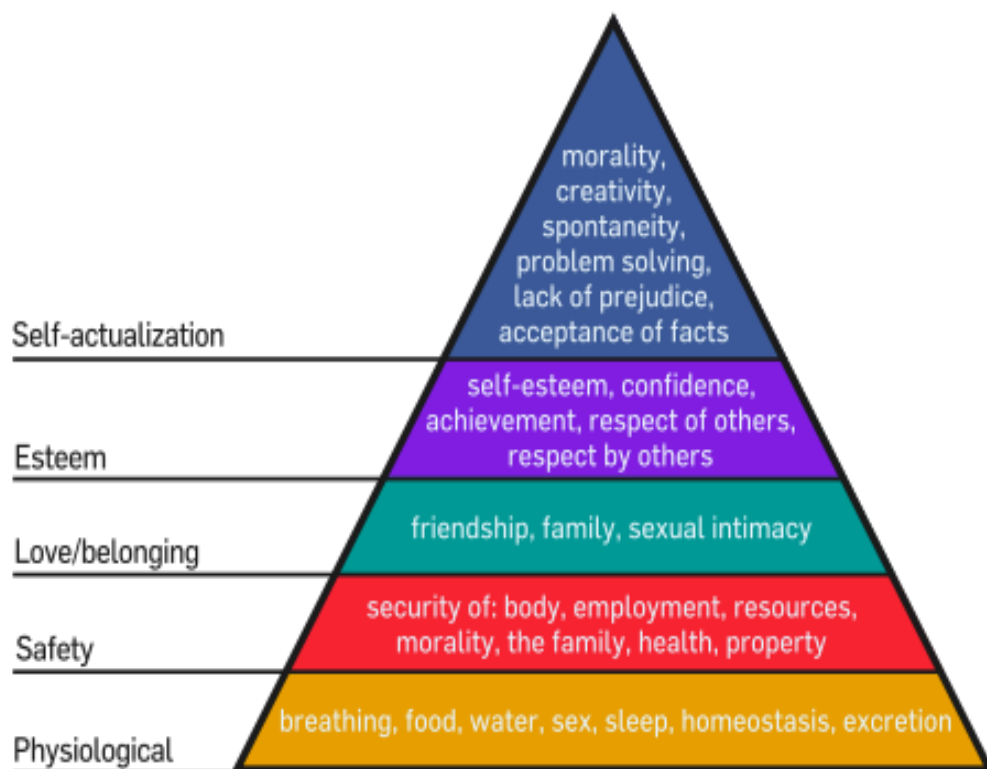 morality,
creativity,
spontaneity,
problem solving,
lack of prejudice,
acceptance of facts
Self-actualization
self-esteem, confidence,
achievement, respect of others,
respect by others
Esteem
friendship, family, sexual intimacy
Love/belonging
security of: body, employment, resources,
morality, the family, health, property
Safety
breathing, food, water, sex, sleep, homeostasis, excretion
Physiological